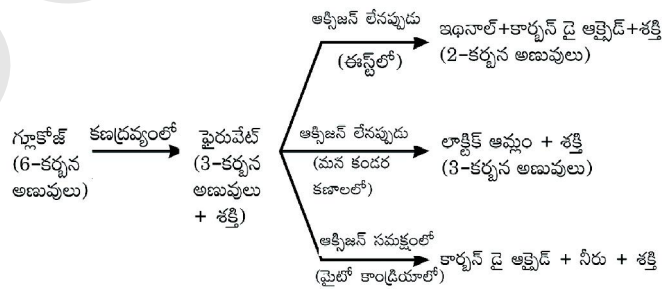 ఆక్సిజన్ లేనప్పుడు
(ఈస్ట్‌లో)
ఇథనాల్+కార్బన్ డై ఆక్సైడ్+శక్తి
(2-కర్బన అణువులు)
గ్లూకోజ్
(6-కర్బన
అణువులు)
కణద్రవ్యంలో
ఫైరువేట్
(3-కర్బన
అణువులు
+ శక్తి)
ఆక్సిజన్ లేనప్పుడు
(మన కండర
కణాలలో)
లాక్టిక్ ఆమ్లం + శక్తి
(3-కర్బన అణువులు)
ఆక్సిజన్ సమక్షంలో
(మైటో కాండ్రియాలో)
కార్బన్ డై ఆక్సైడ్ + నీరు + శక్తి